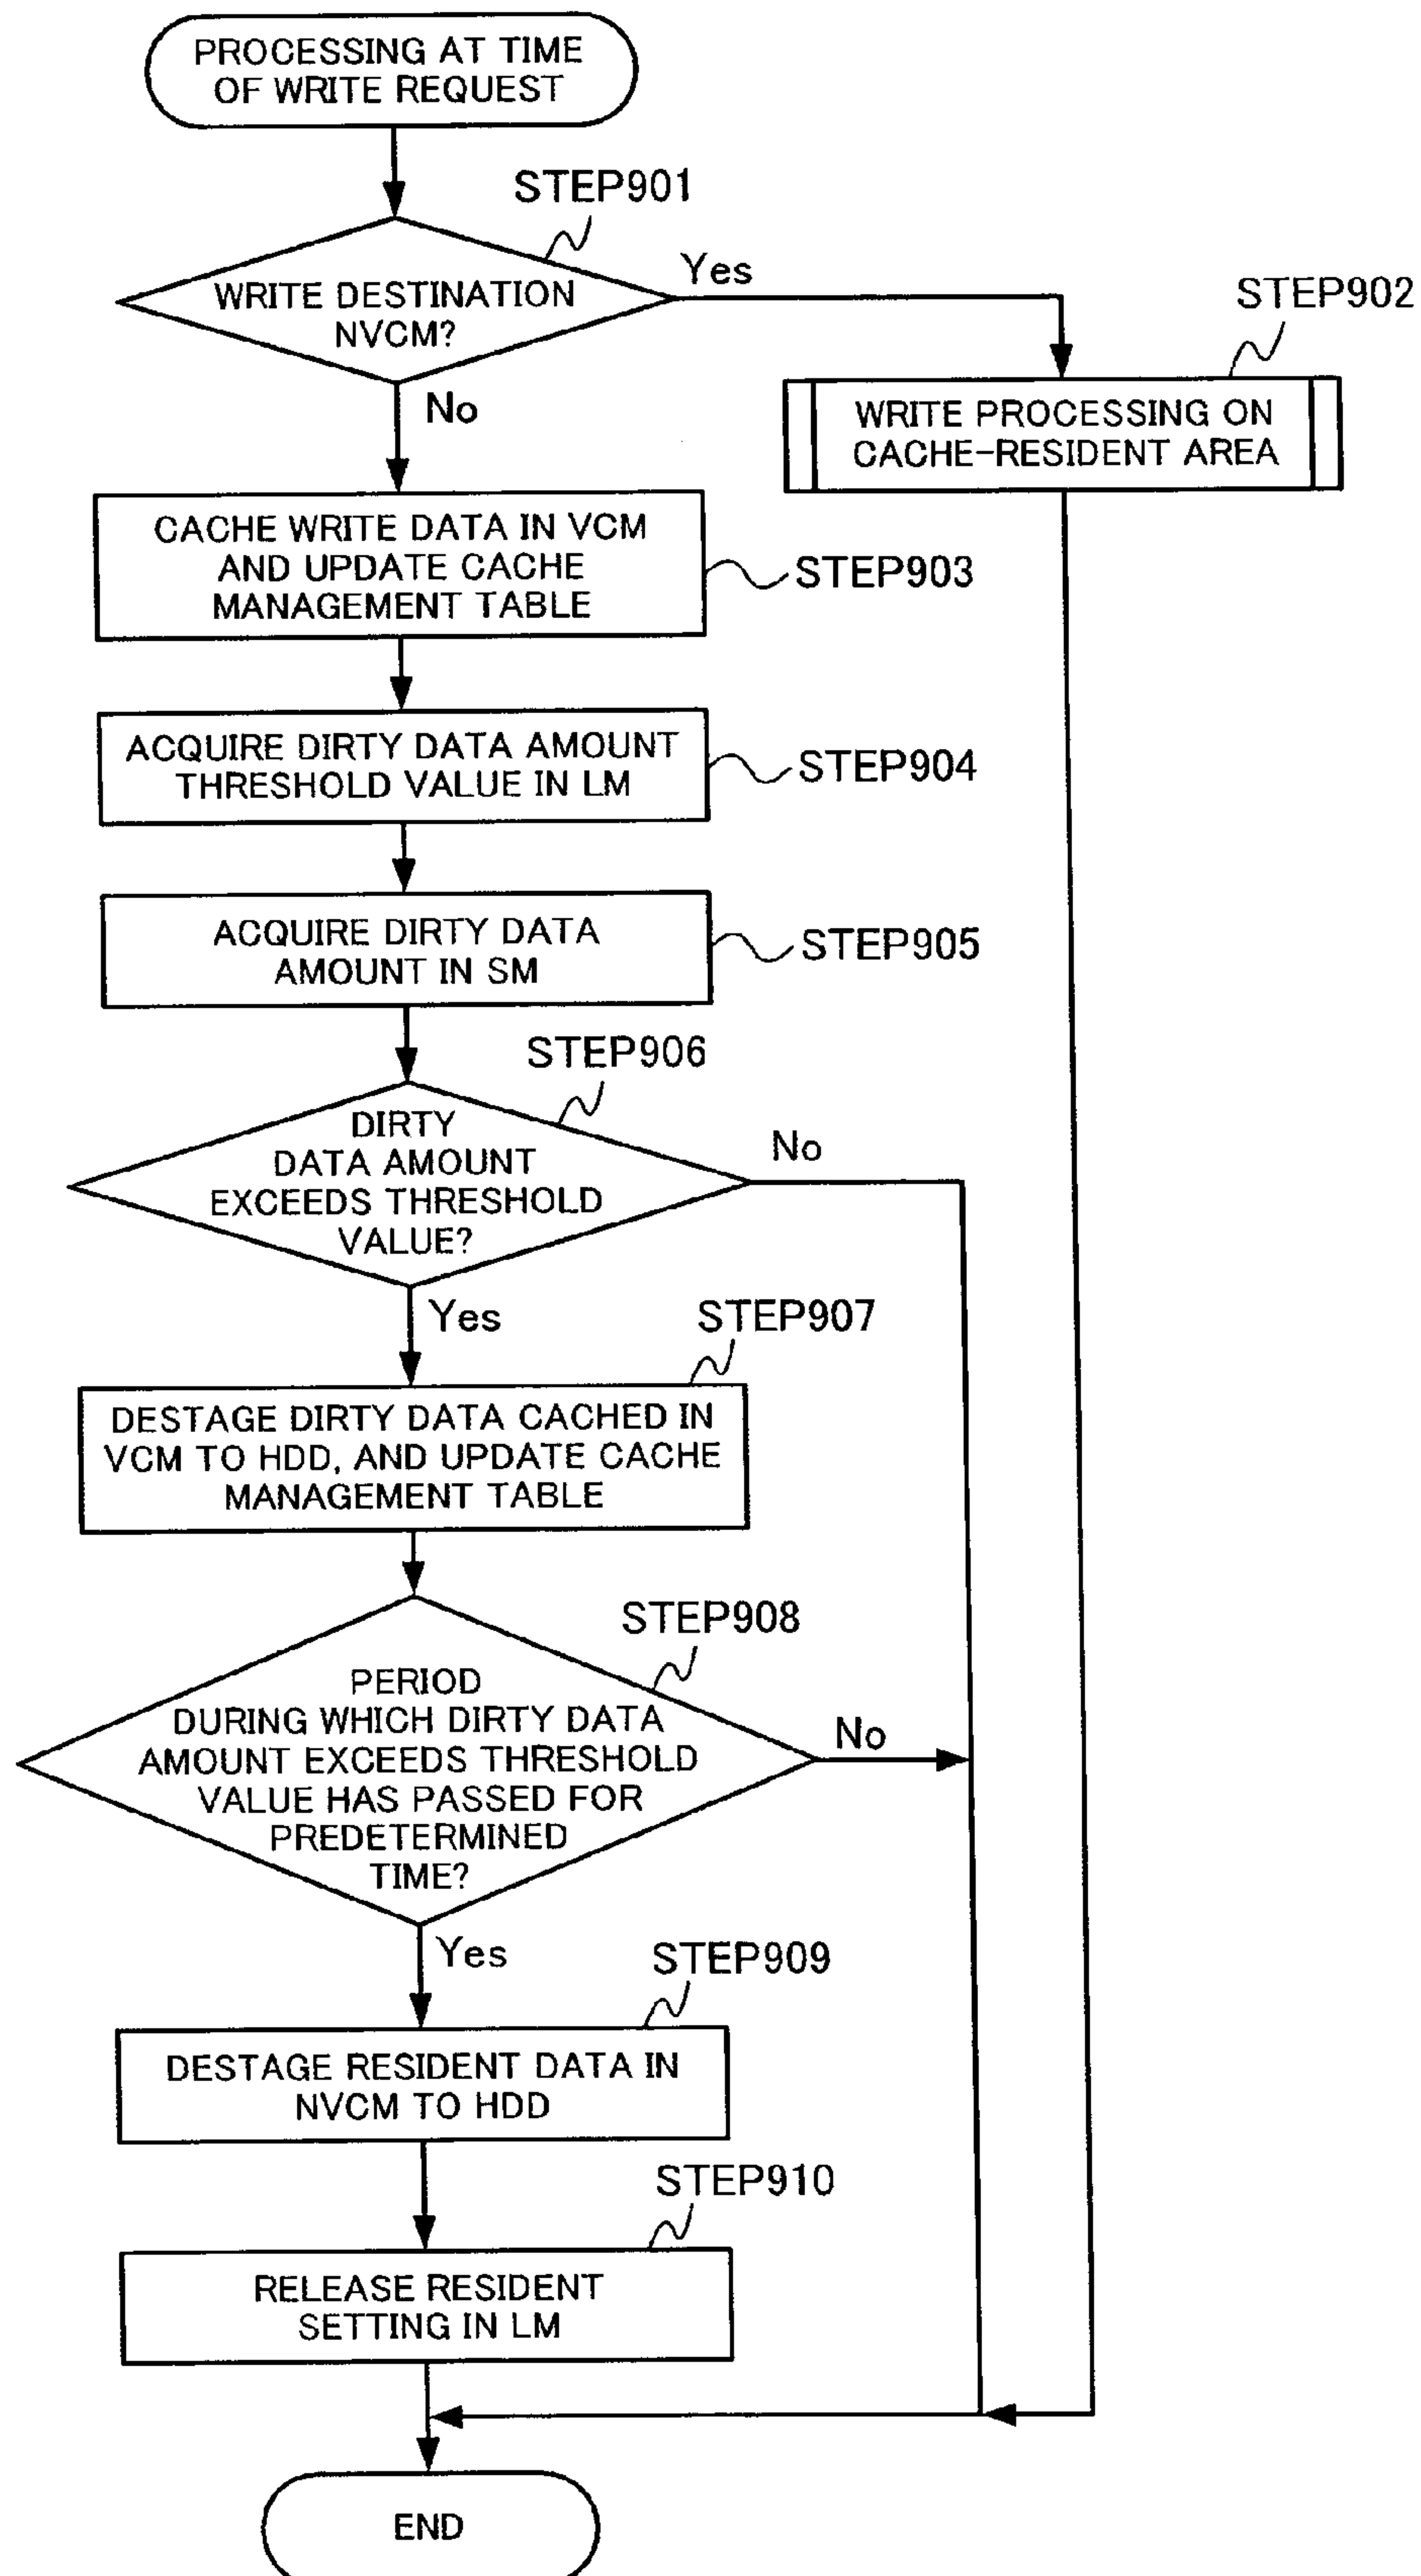 PROCESSING AT TIME
OF WRITE REQUEST
STEP901
WRITE DESTINATION
NVCM?
Yes
No
STEP902
WRITE PROCESSING ON
CACHE-RESIDENT AREA
CACHE WRITE DATA IN VCM
AND UPDATE CACHE
MANAGEMENT TABLE
STEP903
ACQUIRE DIRTY DATA AMOUNT
THRESHOLD VALUE IN LM
STEP904
ACQUIRE DIRTY DATA
AMOUNT IN SM
STEP905
STEP906
DIRTY
DATA AMOUNT
EXCEEDS THRESHOLD
VALUE?
No
Yes
STEP907
DESTAGE DIRTY DATA CACHED IN
VCM TO HDD, AND UPDATE CACHE
MANAGEMENT TABLE
STEP908
PERIOD
DURING WHICH DIRTY DATA
AMOUNT EXCEEDS THRESHOLD
VALUE HAS PASSED FOR
PREDETERMINED
TIME?
No
Yes
STEP909
DESTAGE RESIDENT DATA IN
NVCM TO HDD
STEP910
RELEASE RESIDENT
SETTING IN LM
END